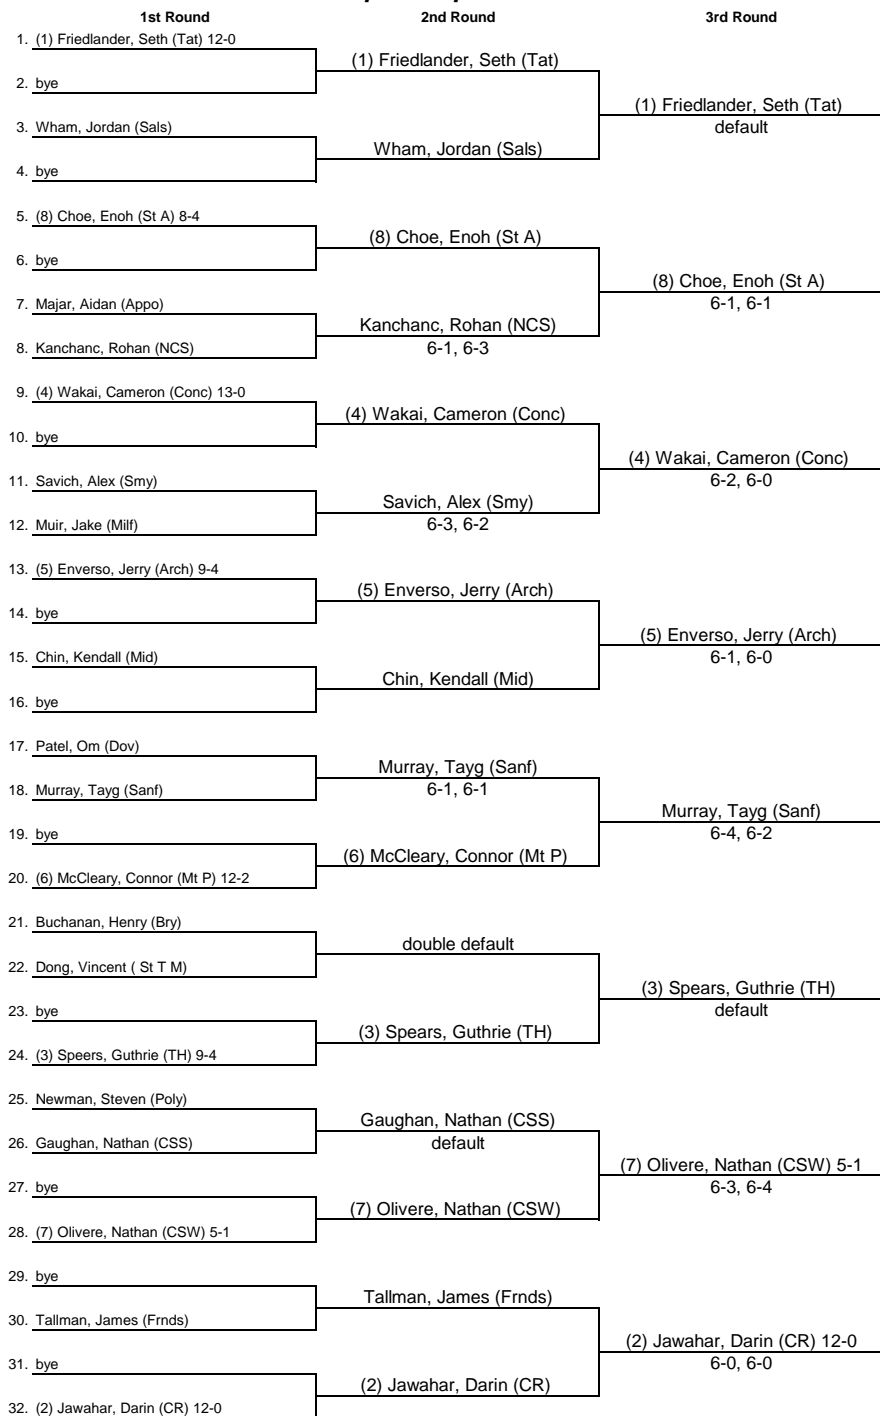 1st Round
2nd Round
3rd Round
1. (1) Friedlander, Seth (Tat) 12-0
(1) Friedlander, Seth (Tat)
2. bye
(1) Friedlander, Seth (Tat)
default
3. Wham, Jordan (Sals)
Wham, Jordan (Sals)
4. bye
5. (8) Choe, Enoh (St A) 8-4
(8) Choe, Enoh (St A)
6. bye
(8) Choe, Enoh (St A)
6-1, 6-1
7. Majar, Aidan (Appo)
Kanchanc, Rohan (NCS)
6-1, 6-3
8. Kanchanc, Rohan (NCS)
9. (4) Wakai, Cameron (Conc) 13-0
(4) Wakai, Cameron (Conc)
10. bye
(4) Wakai, Cameron (Conc)
6-2, 6-0
11. Savich, Alex (Smy)
Savich, Alex (Smy)
6-3, 6-2
12. Muir, Jake (Milf)
13. (5) Enverso, Jerry (Arch) 9-4
(5) Enverso, Jerry (Arch)
14. bye
(5) Enverso, Jerry (Arch)
6-1, 6-0
15. Chin, Kendall (Mid)
Chin, Kendall (Mid)
16. bye
17. Patel, Om (Dov)
Murray, Tayg (Sanf)
6-1, 6-1
18. Murray, Tayg (Sanf)
Murray, Tayg (Sanf)
6-4, 6-2
19. bye
(6) McCleary, Connor (Mt P)
20. (6) McCleary, Connor (Mt P) 12-2
21. Buchanan, Henry (Bry)
double default
22. Dong, Vincent ( St T M)
(3) Spears, Guthrie (TH)
default
23. bye
(3) Spears, Guthrie (TH)
24. (3) Speers, Guthrie (TH) 9-4
25. Newman, Steven (Poly)
Gaughan, Nathan (CSS)
default
26. Gaughan, Nathan (CSS)
(7) Olivere, Nathan (CSW) 5-1
6-3, 6-4
27. bye
(7) Olivere, Nathan (CSW)
28. (7) Olivere, Nathan (CSW) 5-1
29. bye
Tallman, James (Frnds)
30. Tallman, James (Frnds)
(2) Jawahar, Darin (CR) 12-0
6-0, 6-0
31. bye
(2) Jawahar, Darin (CR)
32. (2) Jawahar, Darin (CR) 12-0